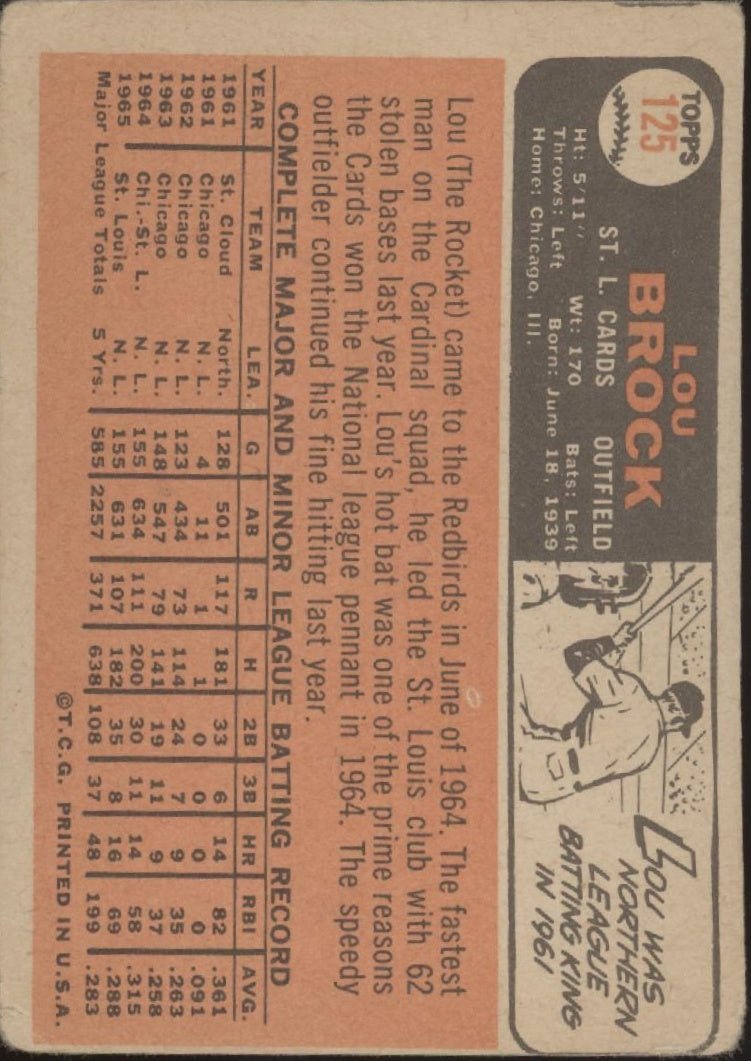 TOPPS
125
LOU
BROCK
ST. L. CARDS OUTFIELD
Ht: 5'11" Wt: 170 Bats: Left
Throws: Left Born: June 18, 1939
Home: Chicago, Ill.
LOU WAS
NORTHERN
LEAGUE
BATTING KING
IN 1961
Lou (The Rocket) came to the Redbirds in June of 1964. The fastest
man on the Cardinal squad, he led the St. Louis club with 62
stolen bases last year. Lou's hot bat was one of the prime reasons
the Cards won the National league pennant in 1964. The speedy
outfielder continued his fine hitting last year.
COMPLETE MAJOR AND MINOR LEAGUE BATTING RECORD
YEAR TEAM LEA. G AB R H 2B 3B HR RBI AVG.
1961 St. Cloud North. 128 501 117 181 33 6 14 82 .361
1961 Chicago N. L. 4 11 1 1 0 0 0 0 .091
1962 Chicago N. L. 123 434 73 114 24 7 9 35 .263
1963 Chicago N. L. 148 547 79 141 19 11 9 37 .258
1964 Chi.-St. L. N. L. 155 634 111 200 30 11 14 58 .315
1965 St. Louis N. L. 155 631 107 182 35 8 16 69 .288
Major League Totals 5 Yrs. 585 2257 371 638 108 37 48 199 .283
©T.C.G. PRINTED IN U.S.A.